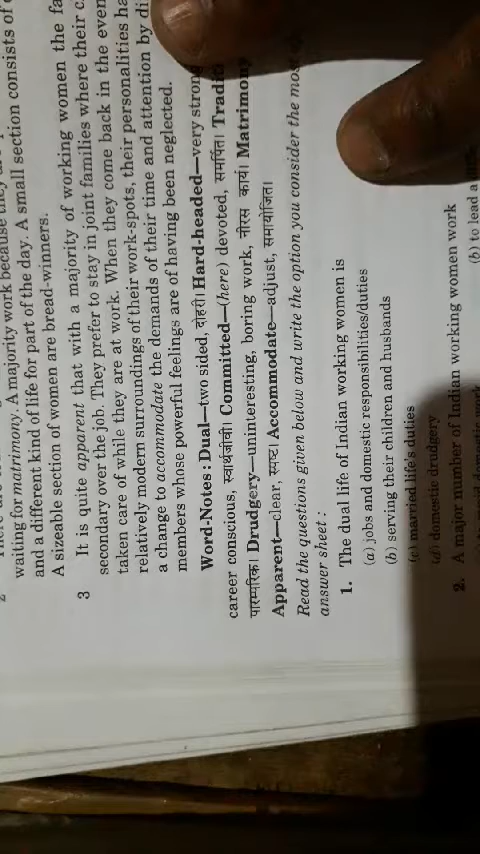 waiting for matrimony. A majority work because they
and a different kind of life for part of the day. A small section consists of
A sizeable section of women are bread-winners.
3 It is quite apparent that with a majority of working women the
secondary over the job. They prefer to stay in joint families where their
taken care of while they are at work. When they come back in the
relatively modern surroundings of their work-spots, their personalities
a change to accommodate the demands of their time and attention by
members whose powerful feelings are of having been neglected.
Word-Notes : Dual—two sided, दोहरी। Hard-headed—very
career conscious, स्वार्थजीवी। Committed—(here) devoted, समर्पित।
पारम्परिक। Drudgery—uninteresting, boring work, नीरस कार्य। Matrimony
Apparent—clear, स्पष्ट। Accommodate—adjust, समायोजित।
Read the questions given below and write the option you consider the
answer sheet :
1. The dual life of Indian working women is
(a) jobs and domestic responsibilities/duties
(b) serving their children and husbands
(c) married life's duties
(d) domestic drudgery
2. A major number of Indian working women work
(b) to lead a